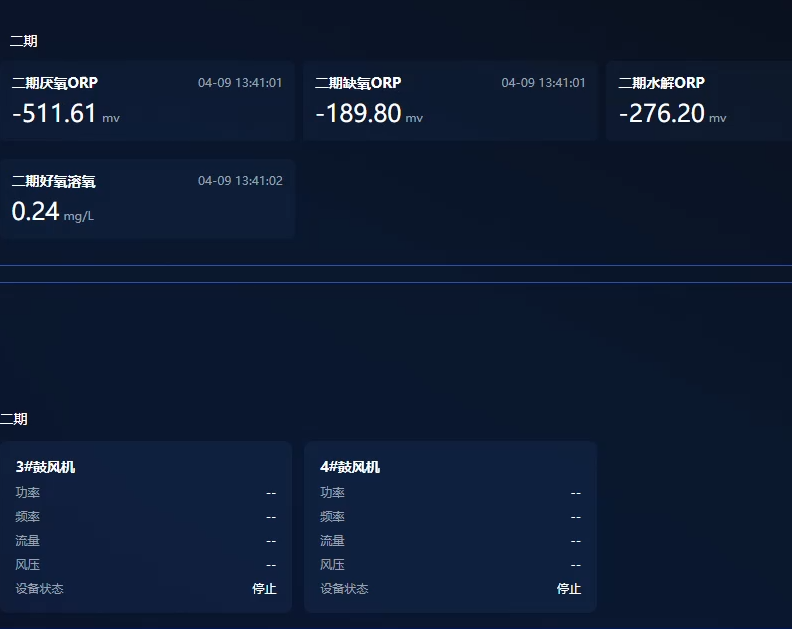 二期
二期厌氧ORP 04-09 13:41:01 二期缺氧ORP 04-09 13:41:01 二期水解ORP
-511.61 mv -189.80 mv -276.20 mv
二期好氧溶氧 04-09 13:41:02
0.24 mg/L
二期
3#鼓风机 4#鼓风机
功率 -- 功率 --
频率 -- 频率 --
流量 -- 流量 --
风压 -- 风压 --
设备状态 停止 设备状态 停止